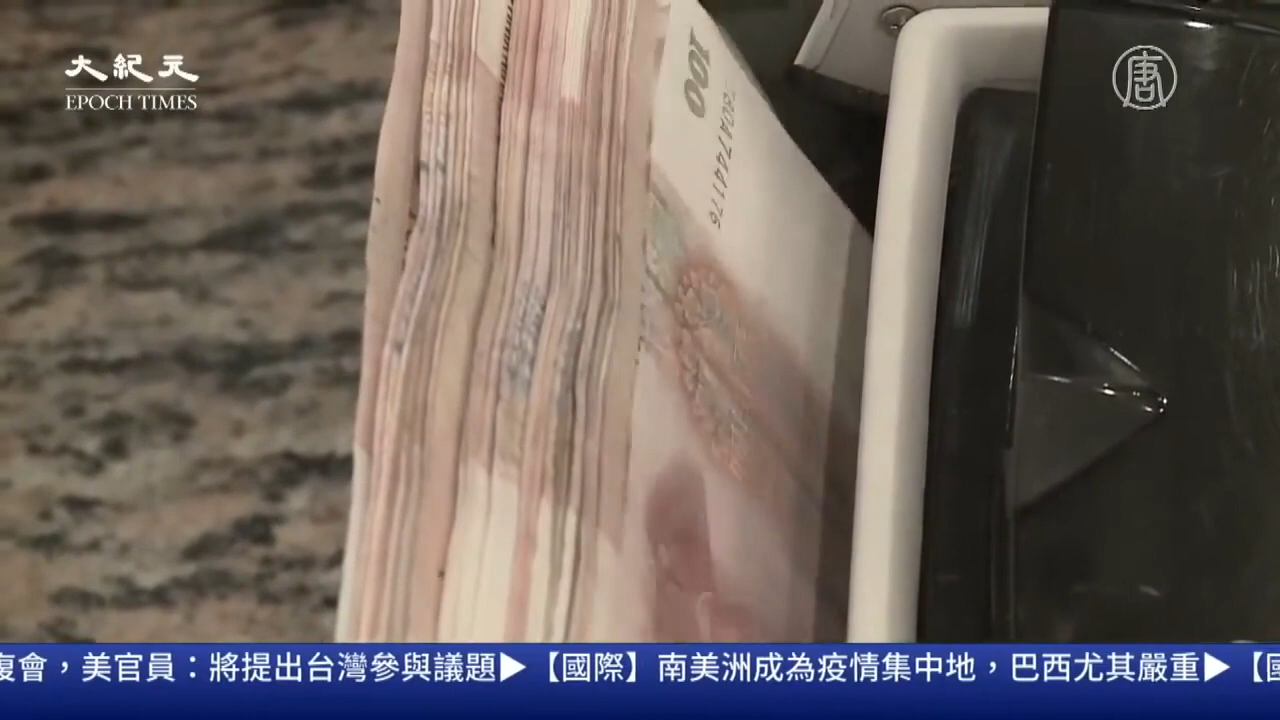 大紀元
EPOCH TIMES
唐
100
復會，美官員：將提出台灣參與議題▶【國際】南美洲成為疫情集中地，巴西尤其嚴重▶【國